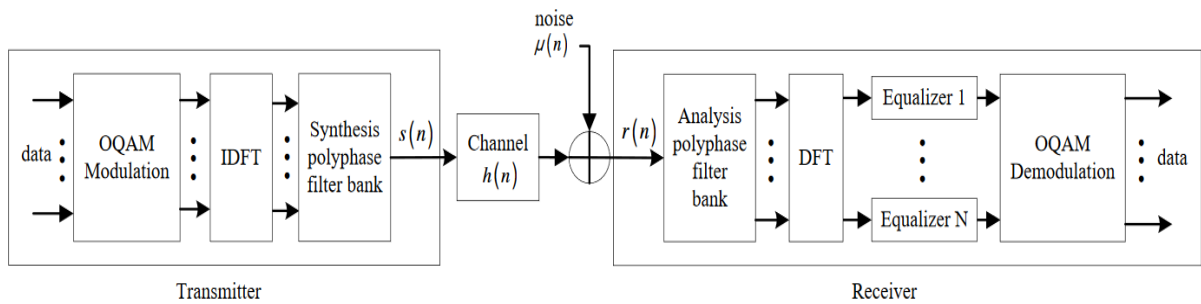 noise
μ(n)
data
OQAM
Modulation
IDFT
Synthesis
polyphase
filter bank
s(n)
Channel
h(n)
r(n)
Analysis
polyphase
filter
bank
DFT
Equalizer 1
Equalizer N
OQAM
Demodulation
data
Transmitter
Receiver